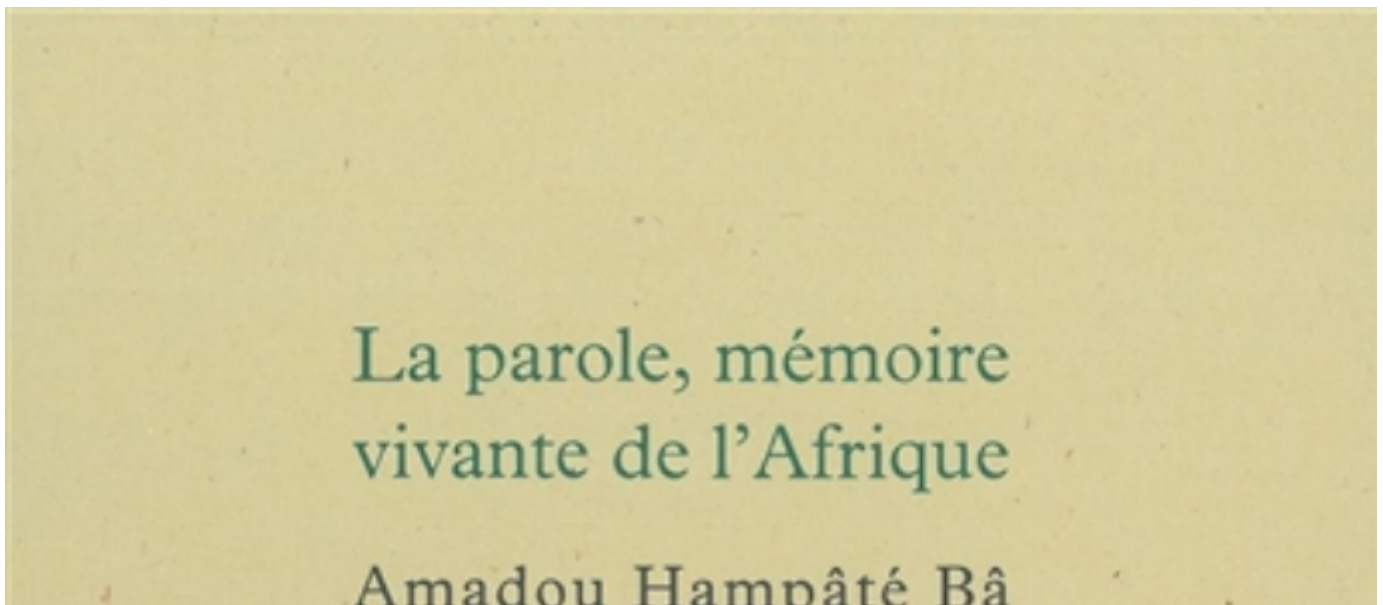 La parole, mémoire
vivante de l’Afrique
Amadou Hampâté Bâ